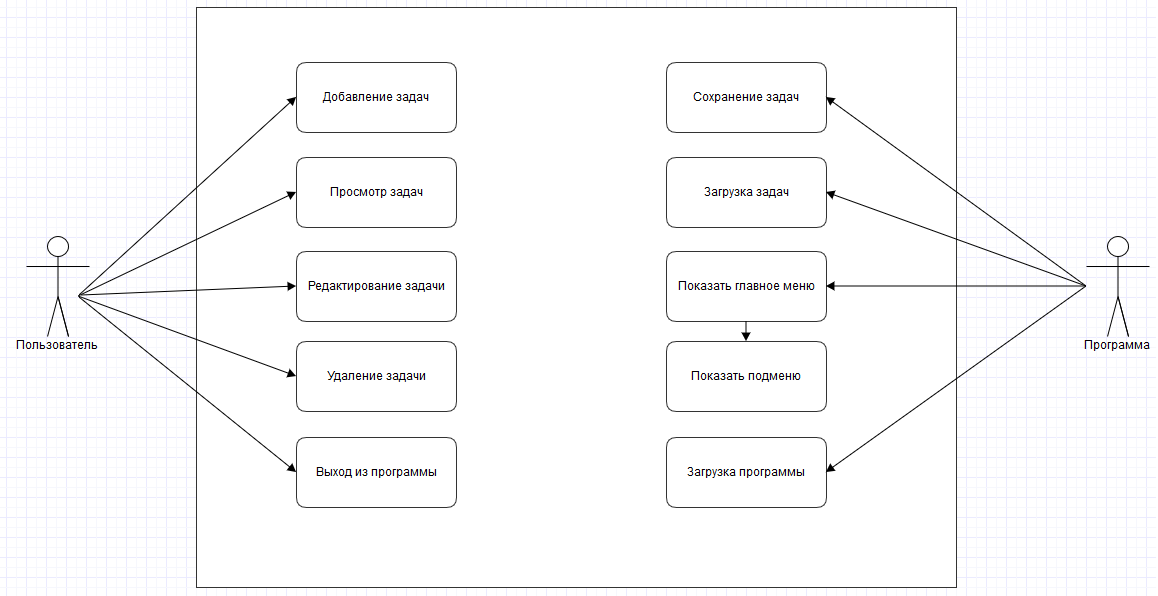 Добавление задач
Сохранение задач
Просмотр задач
Загрузка задач
Редактирование задачи
Показать главное меню
Пользователь
Программа
Удаление задачи
Показать подменю
Выход из программы
Загрузка программы